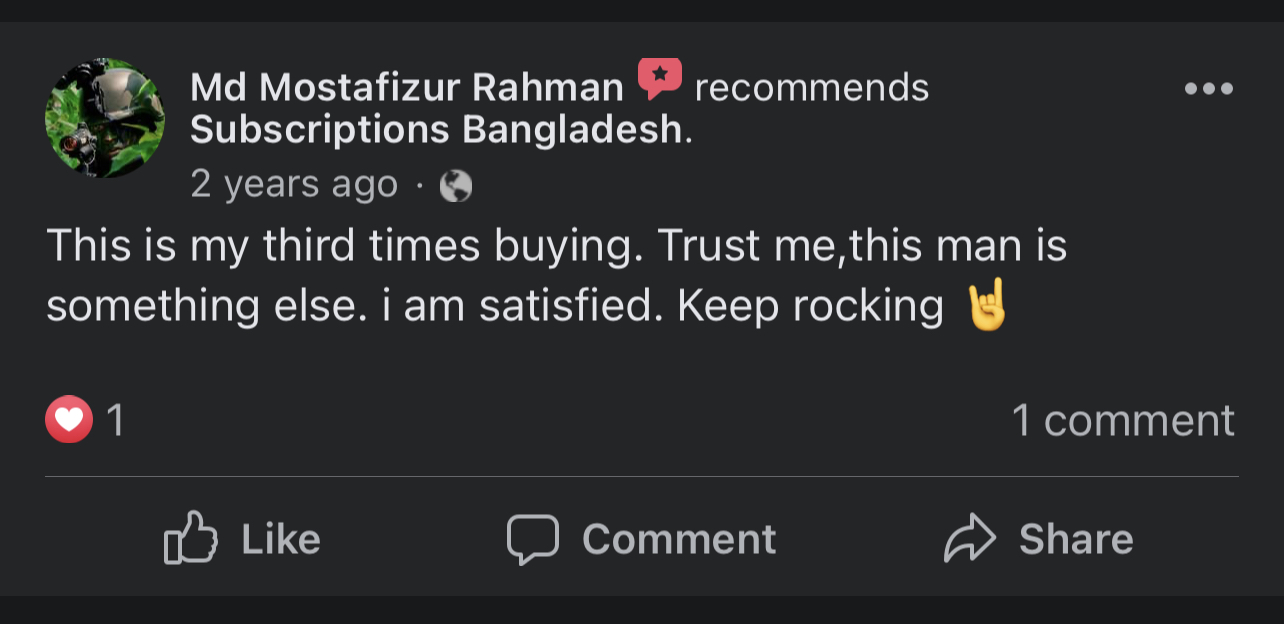 Md Mostafizur Rahman recommends
Subscriptions Bangladesh.
2 years ago ·
This is my third times buying. Trust me,this man is
something else. i am satisfied. Keep rocking 🤘
1
1 comment
Like
Comment
Share